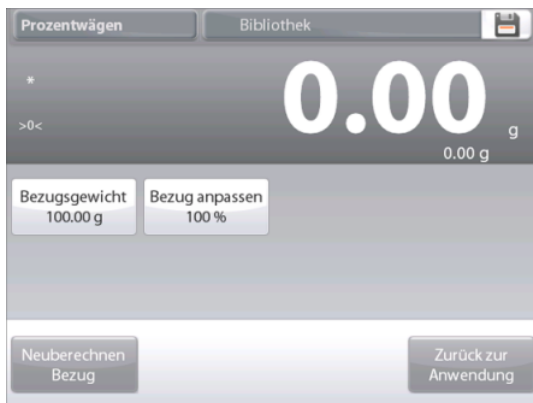 Prozentwägen
Bibliothek
*
0.00 g
>0<
0.00 g
Bezugsgewicht
100.00 g
Bezug anpassen
100 %
Neuberechnen
Bezug
Zurück zur
Anwendung